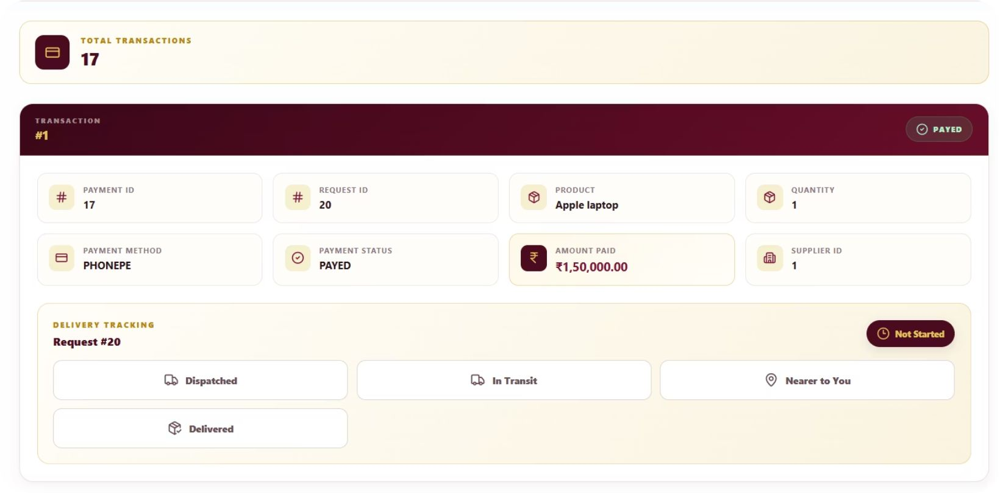 TOTAL TRANSACTIONS
17
TRANSACTION
#1
PAYED
PAYMENT ID
17
REQUEST ID
20
PRODUCT
Apple laptop
QUANTITY
1
PAYMENT METHOD
PHONEPE
PAYMENT STATUS
PAYED
AMOUNT PAID
₹1,50,000.00
SUPPLIER ID
1
DELIVERY TRACKING
Request #20
Not Started
Dispatched
In Transit
Nearer to You
Delivered